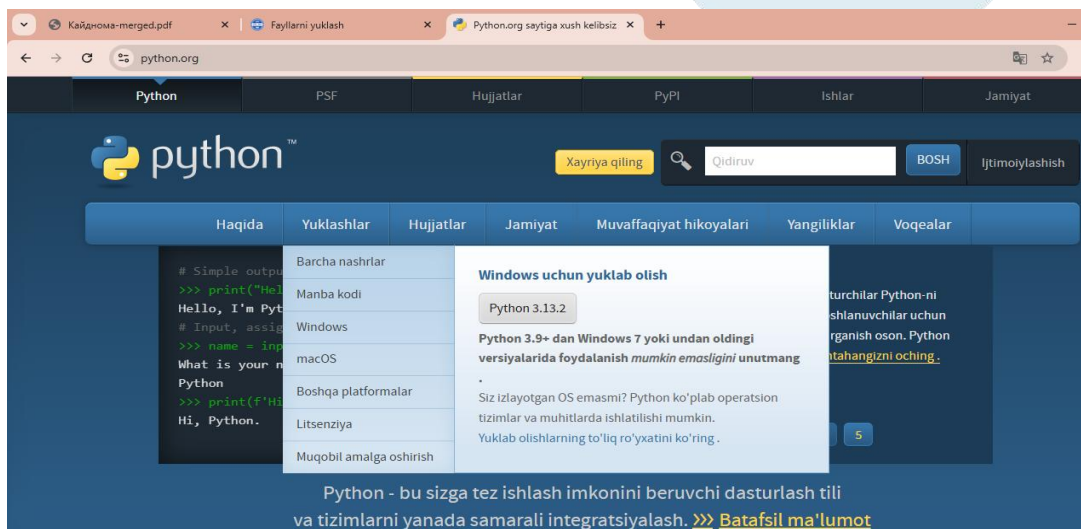 Кайднома-merged.pdf
Fayllarni yuklash
Python.org saytiga xush kelibsiz
python.org
Python
PSF
Hujjatlar
PyPI
Ishlar
Jamiyat
python™
Xayriya qiling
Qidiruv
BOSH
Ijtimoiylashish
Haqida
Yuklashlar
Hujjatlar
Jamiyat
Muvaffaqiyat hikoyalari
Yangiliklar
Voqealar
# Simple outpu
>>> print("Hel
Hello, I'm Pyt
# Input, assig
>>> name = inp
What is your n
Python
>>> print(f'Hi
Hi, Python.
Barcha nashrlar
Manba kodi
Windows
macOS
Boshqa platformalar
Litsenziya
Muqobil amalga oshirish
Windows uchun yuklab olish
Python 3.13.2
Python 3.9+ dan Windows 7 yoki undan oldingi
versiyalarida foydalanish mumkin emasligini unutmang
.
Siz izlayotgan OS emasmi? Python ko'plab operatsion
tizimlar va muhitlarda ishlatilishi mumkin.
Yuklab olishlarning to'liq ro'yxatini ko'ring .
turchilar Python-ni
shlanuvchilar uchun
rganish oson. Python
ntahangizni oching .
5
Python - bu sizga tez ishlash imkonini beruvchi dasturlash tili
va tizimlarni yanada samarali integratsiyalash. >>> Batafsil ma'lumot